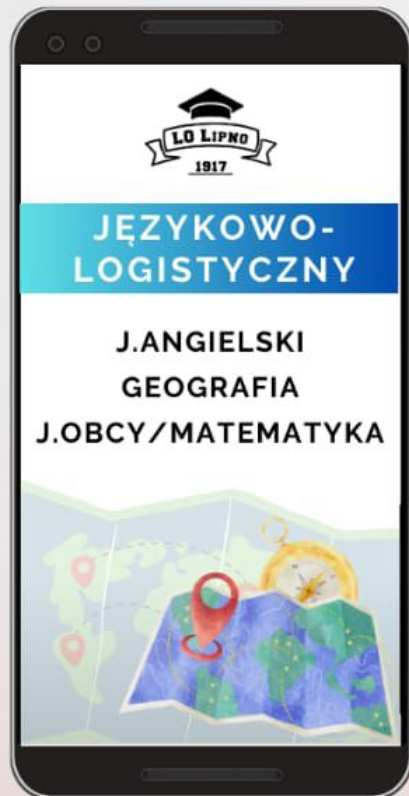 LO LIPNO
1917
JĘZYKOWO-
LOGISTYCZNY
J.ANGIELSKI
GEOGRAFIA
J.OBCY/MATEMATYKA